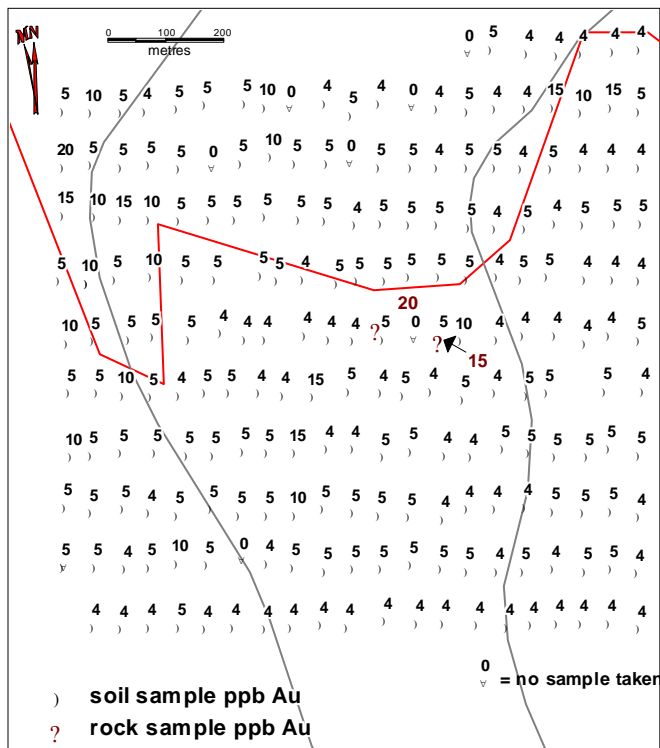 MN
0 100 200
metres
0 5 4 4 4 4 4
5 10 5 4 5 5 5 10 0 4 5 4 0 4 5 4 4 15 10 15 5
20 5 5 5 5 0 5 10 5 5 0 5 5 4 5 5 4 5 4 4 4 5
15 10 15 10 5 5 5 5 5 5 4 5 5 5 5 4 5 4 5 5 5
5 10 5 10 5 5 5 4 5 5 5 5 5 5 5 4 5 4 4 4 5
20
10 5 5 5 5 4 4 4 4 4 4 5 0 5 10 4 4 4 4 4 5
15
5 5 10 5 4 5 5 4 4 15 5 4 5 4 5 4 5 5 5 4
10 5 5 5 5 5 5 5 15 4 4 5 5 4 4 5 5 5 5 5 5
5 5 5 4 5 5 5 5 10 5 5 5 5 4 4 4 4 5 5 5 4
5 5 4 5 10 5 0 4 5 5 5 5 5 5 5 4 5 4 5 5 4
4 4 4 5 4 4 4 4 4 4 4 4 4 4 4 4 4 4 4 4
0
= no sample taken
soil sample ppb Au
? rock sample ppb Au